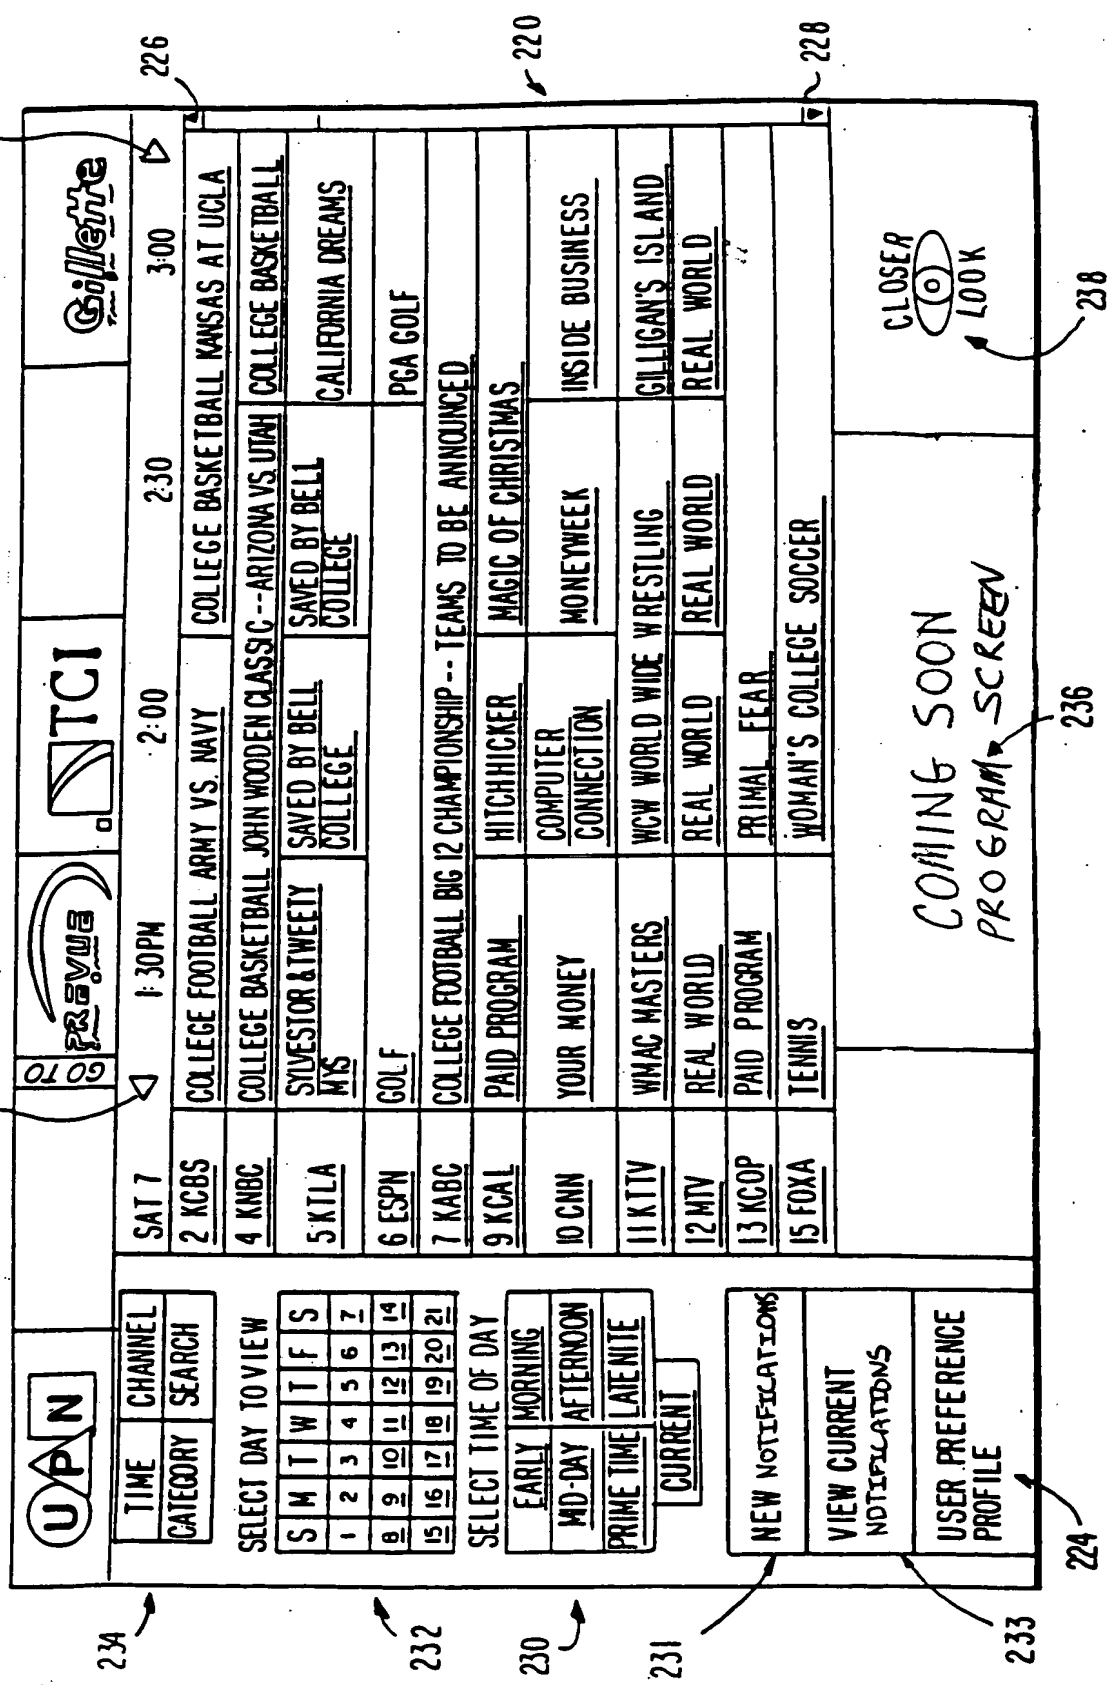 UPN
GO TO
PREVUE
TCI
Gillette
TIME CHANNEL
CATEGORY SEARCH
SELECT DAY TO VIEW
S M T W T F S
1 2 3 4 5 6 7
8 9 10 11 12 13 14
15 16 17 18 19 20 21
SELECT TIME OF DAY
EARLY MORNING
MID-DAY AFTERNOON
PRIME TIME LATENITE
CURRENT
NEW NOTIFICATIONS
VIEW CURRENT
NOTIFICATIONS
USER PREFERENCE
PROFILE
SAT 7 1:30PM 2:00 2:30 3:00
2 KCBS COLLEGE FOOTBALL ARMY VS. NAVY COLLEGE BASKETBALL KANSAS AT UCLA
4 KNBC COLLEGE BASKETBALL JOHN WOODEN CLASSIC--ARIZONA VS. UTAH COLLEGE BASKETBALL
5 KTLA SYLVESTOR & TWEETY SAVED BY BELL SAVED BY BELL CALIFORNIA DREAMS
MYS COLLEGE COLLEGE
6 ESPN GOLF PGA GOLF
7 KABC COLLEGE FOOTBALL BIG 12 CHAMPIONSHIP-- TEAMS TO BE ANNOUNCED
9 KCAL PAID PROGRAM HITCHHICKER MAGIC OF CHRISTMAS
10 CNN YOUR MONEY COMPUTER MONEYWEEK INSIDE BUSINESS
CONNECTION
11 KTTV WMAC MASTERS WCW WORLD WIDE WRESTLING GILLIGAN'S ISLAND
12 MTV REAL WORLD REAL WORLD REAL WORLD REAL WORLD
13 KCOP PAID PROGRAM PRIMAL FEAR
15 FOXA TENNIS WOMAN'S COLLEGE SOCCER
COMING SOON
PROGRAM SCREEN
CLOSER
LOOK
234
232
230
231
233
224
226
220
228
236
238